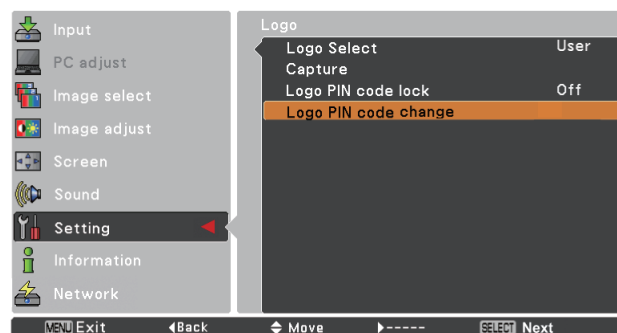 Input
PC adjust
Image select
Image adjust
Screen
Sound
Setting
Information
Network
Logo
Logo Select User
Capture
Logo PIN code lock Off
Logo PIN code change
MENU Exit ◀Back Move ▶----- SELECT Next